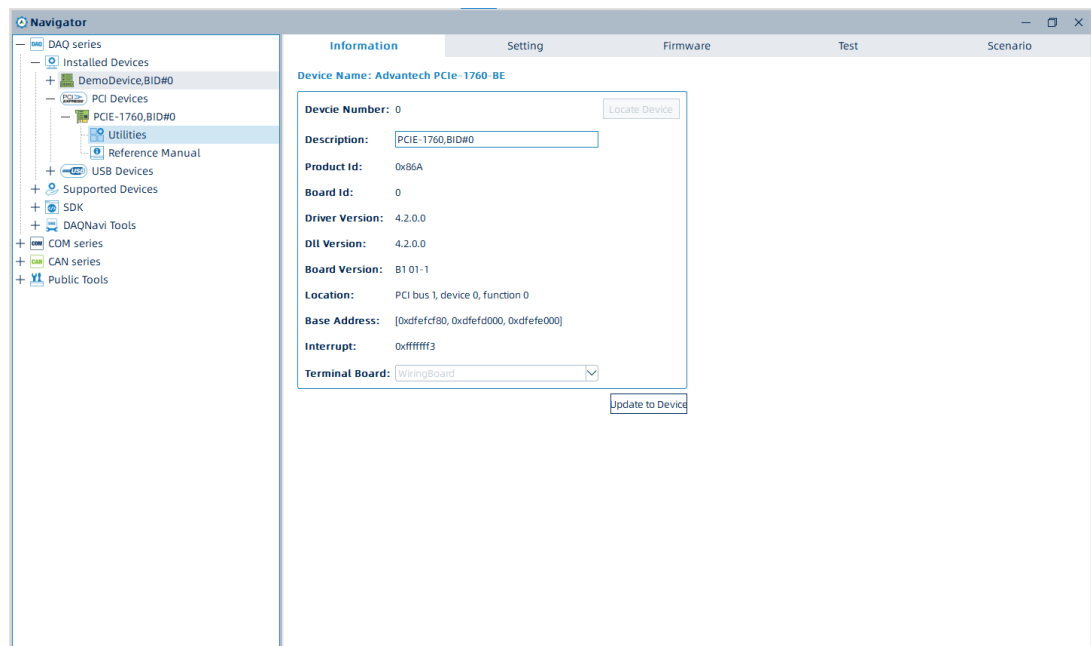 Navigator
DAQ series
Installed Devices
DemoDevice,BID#0
PCI Devices
PCIE-1760,BID#0
Utilities
Reference Manual
USB Devices
Supported Devices
SDK
DAQNavi Tools
COM series
CAN series
Public Tools
Information Setting Firmware Test Scenario
Device Name: Advantech PCIe-1760-BE
Devcie Number: 0 Locate Device
Description: PCIE-1760,BID#0
Product Id: 0x86A
Board Id: 0
Driver Version: 4.2.0.0
Dll Version: 4.2.0.0
Board Version: B1 01-1
Location: PCI bus 1, device 0, function 0
Base Address: [0xdfefcf80, 0xdfefd000, 0xdfefe000]
Interrupt: 0xfffffff3
Terminal Board: WiringBoard
Update to Device